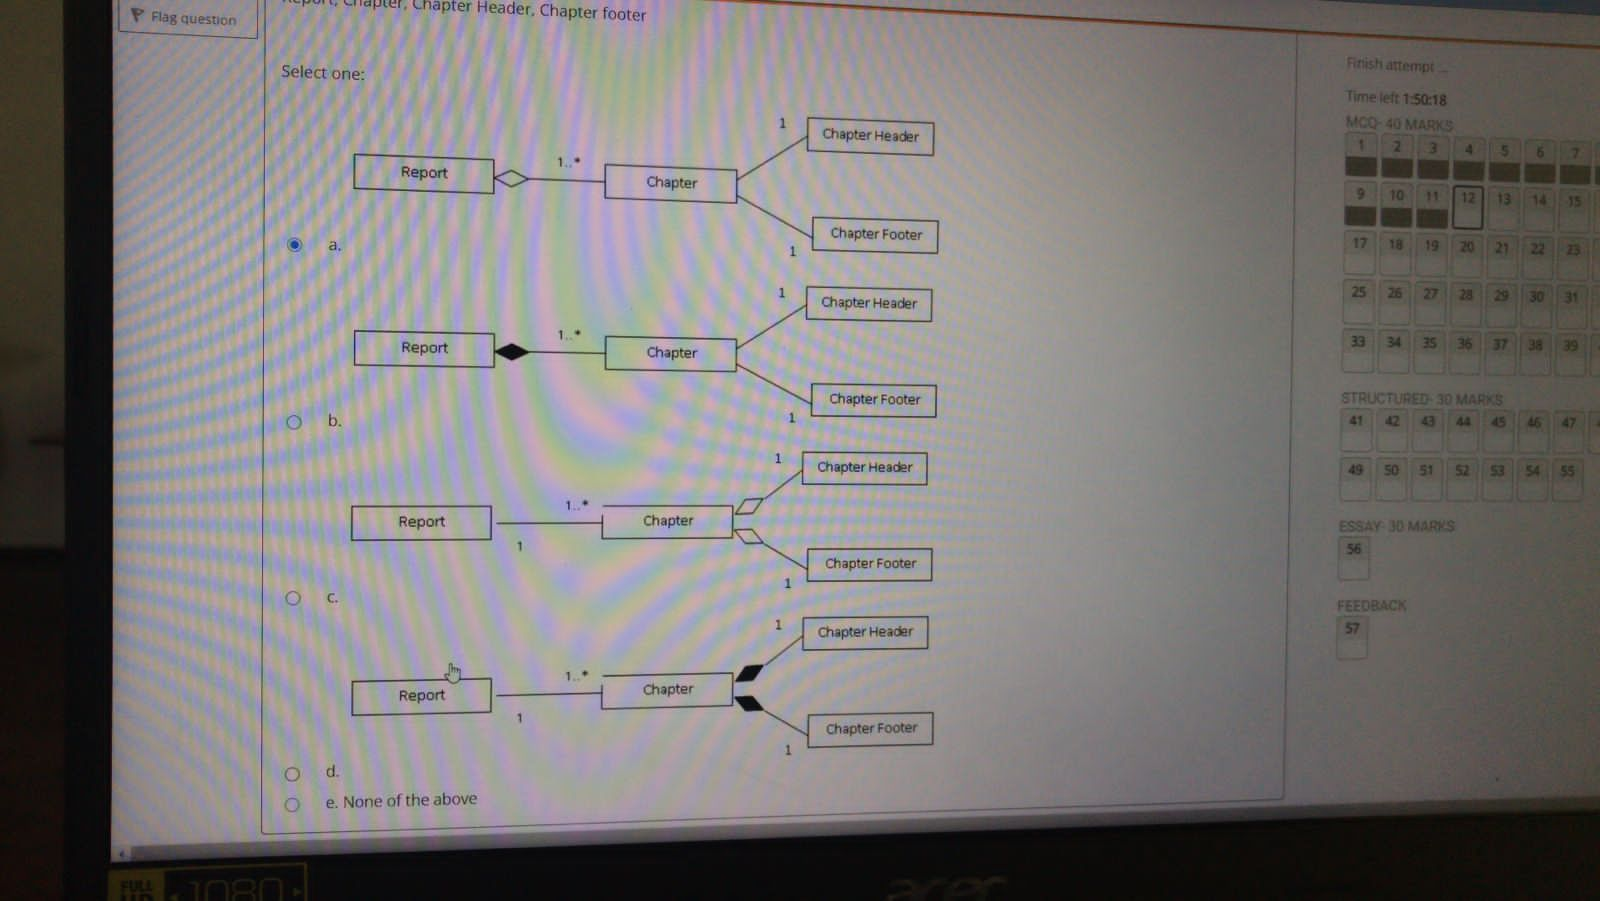 Flag question
Report, Chapter, Chapter Header, Chapter footer
Select one:
Report
1..*
Chapter
1
Chapter Header
Chapter Footer
1
a.
Report
1..*
Chapter
1
Chapter Header
Chapter Footer
1
b.
Report
1
1..*
Chapter
1
Chapter Header
Chapter Footer
1
c.
Report
1
1..*
Chapter
1
Chapter Header
Chapter Footer
1
d.
e. None of the above
Finish attempt ...
Time left 1:50:18
MCQ- 40 MARKS
1 2 3 4 5 6 7
9 10 11 12 13 14 15
17 18 19 20 21 22 23
25 26 27 28 29 30 31
33 34 35 36 37 38 39
STRUCTURED- 30 MARKS
41 42 43 44 45 46 47
49 50 51 52 53 54 55
ESSAY- 30 MARKS
56
FEEDBACK
57
FULL
HD
1080
acer